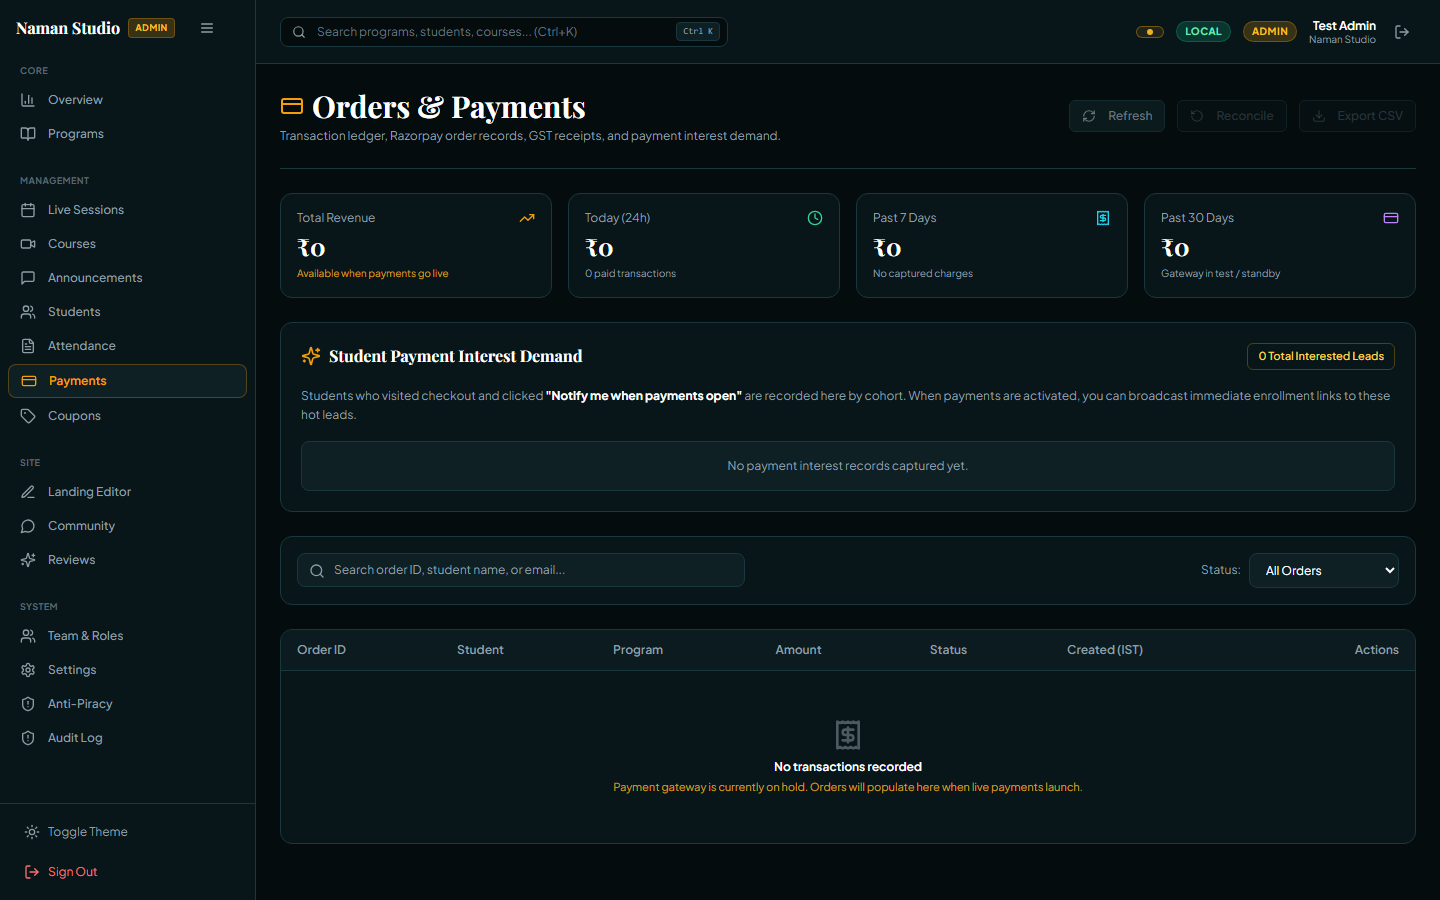 Naman Studio ADMIN
CORE
Overview
Programs
MANAGEMENT
Live Sessions
Courses
Announcements
Students
Attendance
Payments
Coupons
SITE
Landing Editor
Community
Reviews
SYSTEM
Team & Roles
Settings
Anti-Piracy
Audit Log
Toggle Theme
Sign Out
Search programs, students, courses... (Ctrl+K) Ctrl K
LOCAL ADMIN Test Admin
Naman Studio
Orders & Payments
Transaction ledger, Razorpay order records, GST receipts, and payment interest demand.
Refresh Reconcile Export CSV
Total Revenue
₹0
Available when payments go live
Today (24h)
₹0
0 paid transactions
Past 7 Days
₹0
No captured charges
Past 30 Days
₹0
Gateway in test / standby
Student Payment Interest Demand
0 Total Interested Leads
Students who visited checkout and clicked "Notify me when payments open" are recorded here by cohort. When payments are activated, you can broadcast immediate enrollment links to these
hot leads.
No payment interest records captured yet.
Search order ID, student name, or email...
Status: All Orders
Order ID Student Program Amount Status Created (IST) Actions
No transactions recorded
Payment gateway is currently on hold. Orders will populate here when live payments launch.